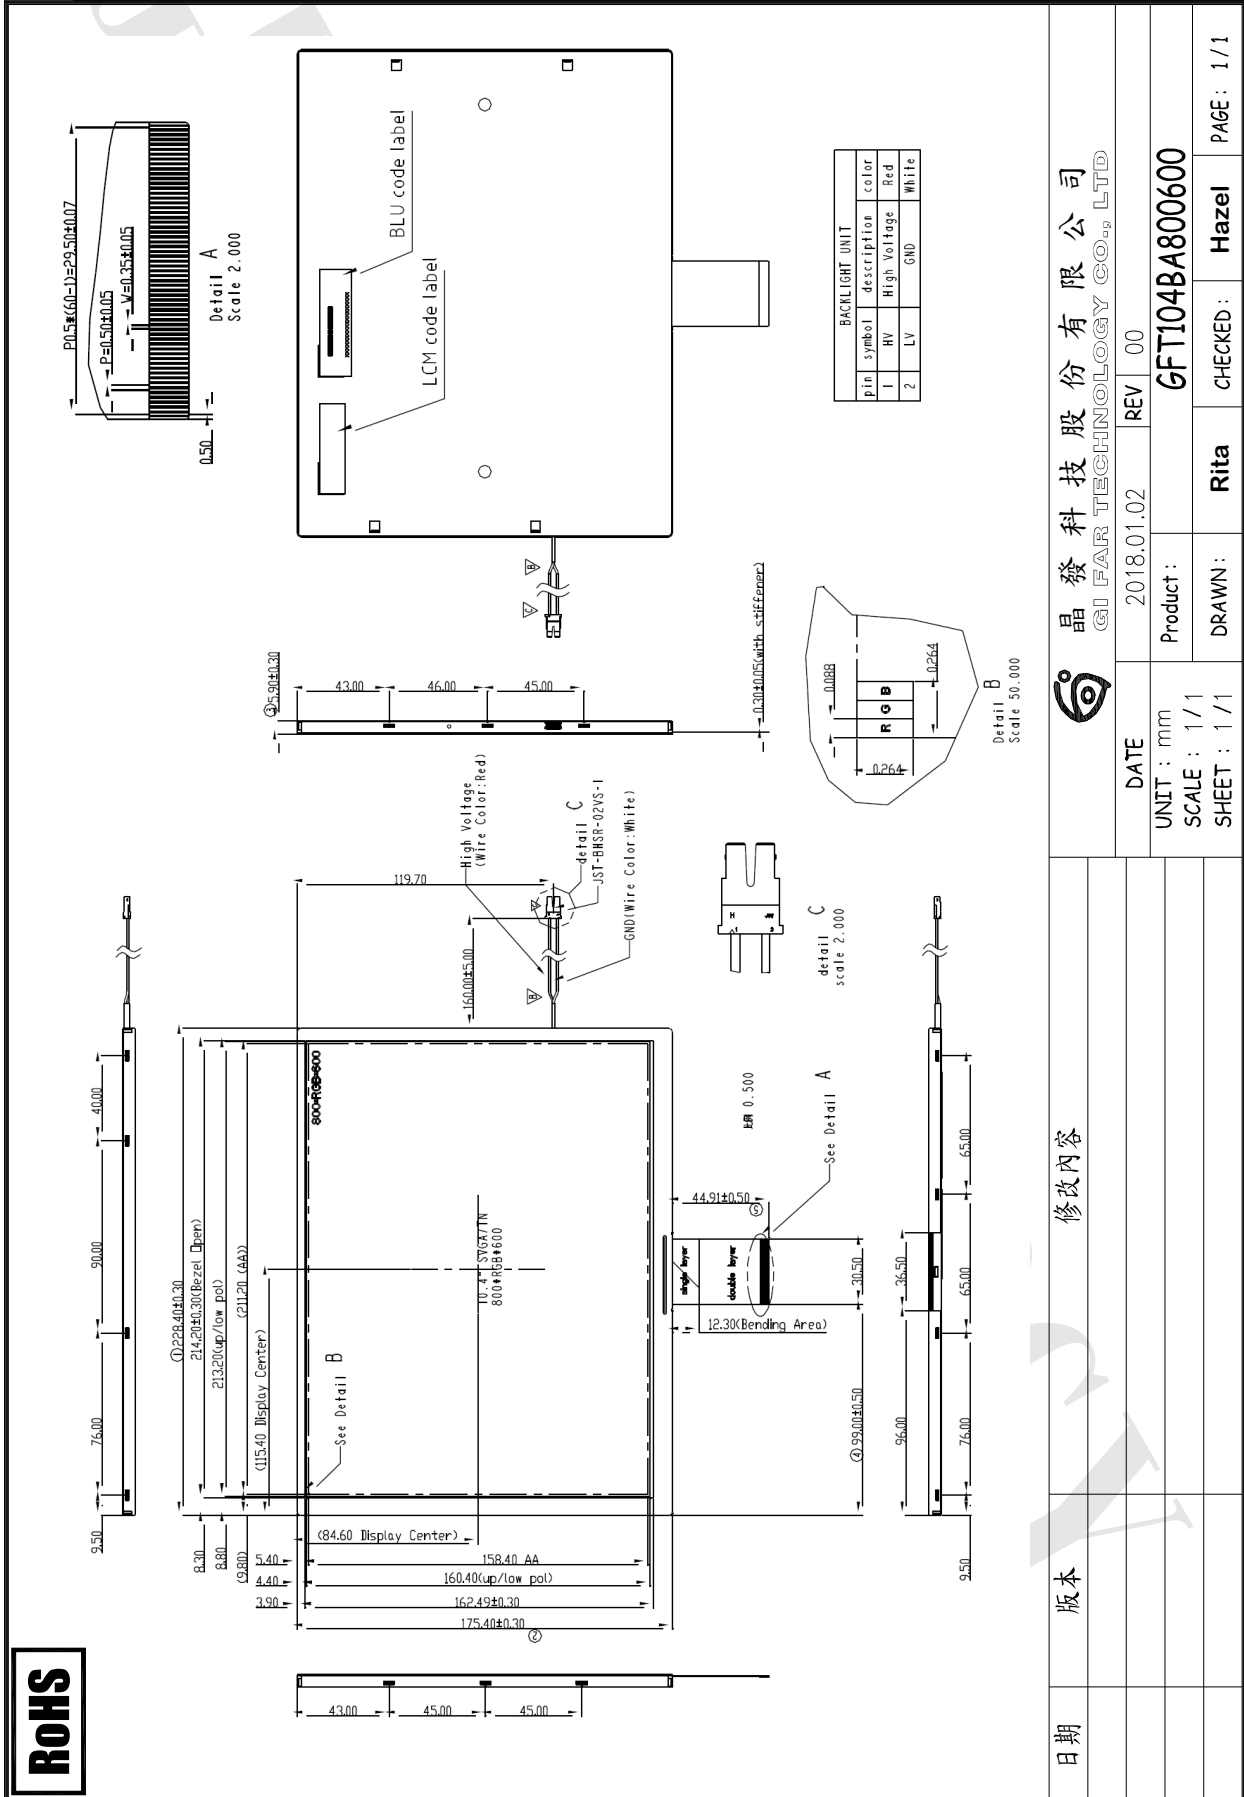 RoHS
P0.5*(60-1)=29.50±0.07
P=0.50±0.05
W=0.35±0.05
0.50
Detail A
Scale 2.000
BLU code label
LCM code label
B
C
BACKLIGHT UNIT
pin symbol description color
1 HV High Voltage Red
2 LV GND White
③5.90±0.30
43.00
46.00
45.00
0.30±0.05(with stiffener)
0.088
R G B
0.264
0.264
Detail B
Scale 50.000
High Voltage
(Wire Color:Red)
detail C
JST-BHSR-02VS-1
GND(Wire Color:White)
119.70
160.00±5.00
B
detail C
scale 2.000
40.00
90.00
76.00
9.50
①228.40±0.30
214.20±0.30(Bezel Open)
213.20(up/low pol)
(211.20 (AA))
(115.40 Display Center)
8.30
8.80
(9.80)
800*RGB*600
10.4" SVGA/TN
800*RGB*600
See Detail B
(84.60 Display Center)
5.40
158.40 AA
4.40
160.40(up/low pol)
3.90
162.49±0.30
175.40±0.30
②
比例 0.500
See Detail A
44.91±0.50
⑤
single layer
double layer
12.30(Bending Area)
30.50
④99.00±0.50
36.50
96.00
65.00
65.00
76.00
9.50
43.00
45.00
45.00
晶發科技股份有限公司
GI FAR TECHNOLOGY CO., LTD
DATE 2018.01.02 REV 00
UNIT : mm
SCALE : 1/1
SHEET : 1/1
Product : GFT104BA800600
DRAWN : Rita CHECKED : Hazel PAGE : 1/1
日期 版本 修改內容